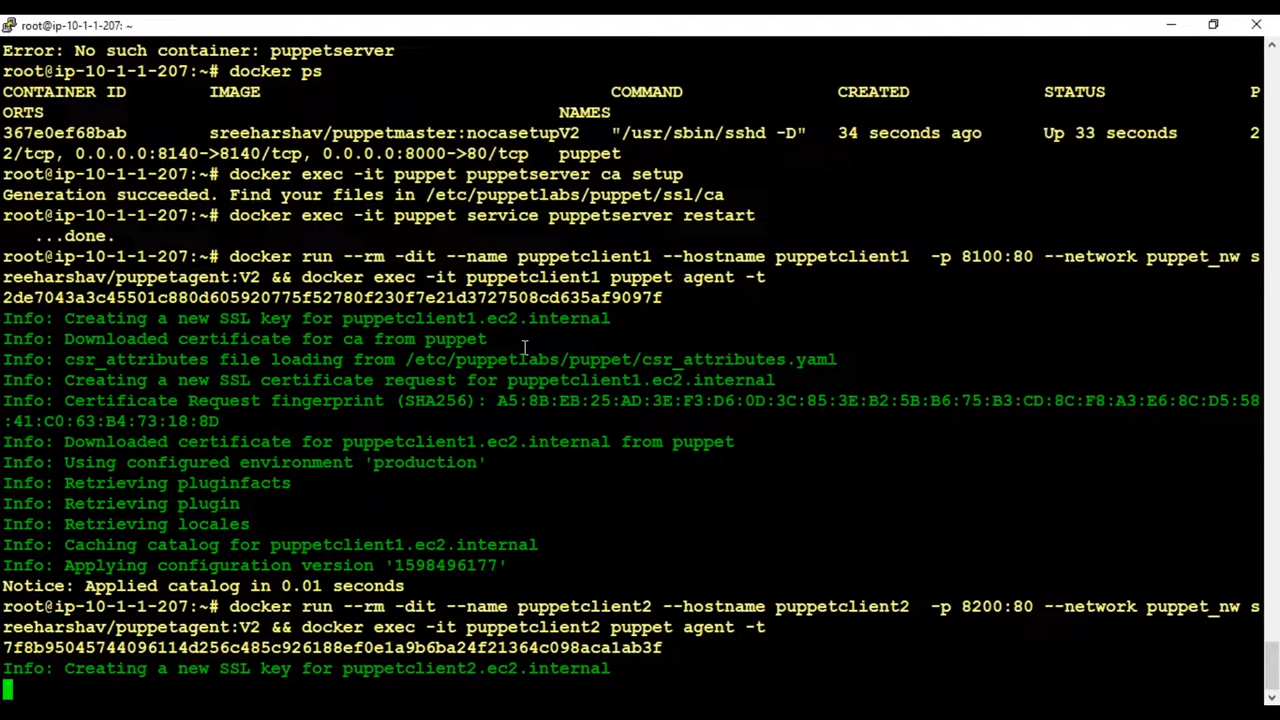 root@ip-10-1-1-207: ~
Error: No such container: puppetserver
root@ip-10-1-1-207:~# docker ps
CONTAINER ID        IMAGE                                  COMMAND                  CREATED             STATUS              P
ORTS                                                  NAMES
367e0ef68bab        sreeharshav/puppetmaster:nocasetupV2   "/usr/sbin/sshd -D"      34 seconds ago      Up 33 seconds       2
2/tcp, 0.0.0.0:8140->8140/tcp, 0.0.0.0:8000->80/tcp   puppet
root@ip-10-1-1-207:~# docker exec -it puppet puppetserver ca setup
Generation succeeded. Find your files in /etc/puppetlabs/puppet/ssl/ca
root@ip-10-1-1-207:~# docker exec -it puppet service puppetserver restart
   ...done.
root@ip-10-1-1-207:~# docker run --rm -dit --name puppetclient1 --hostname puppetclient1  -p 8100:80 --network puppet_nw s
reeharshav/puppetagent:V2 && docker exec -it puppetclient1 puppet agent -t
2de7043a3c45501c880d605920775f52780f230f7e21d3727508cd635af9097f
Info: Creating a new SSL key for puppetclient1.ec2.internal
Info: Downloaded certificate for ca from puppet
Info: csr_attributes file loading from /etc/puppetlabs/puppet/csr_attributes.yaml
Info: Creating a new SSL certificate request for puppetclient1.ec2.internal
Info: Certificate Request fingerprint (SHA256): A5:8B:EB:25:AD:3E:F3:D6:0D:3C:85:3E:B2:5B:B6:75:B3:CD:8C:F8:A3:E6:8C:D5:58
:41:C0:63:B4:73:18:8D
Info: Downloaded certificate for puppetclient1.ec2.internal from puppet
Info: Using configured environment 'production'
Info: Retrieving pluginfacts
Info: Retrieving plugin
Info: Retrieving locales
Info: Caching catalog for puppetclient1.ec2.internal
Info: Applying configuration version '1598496177'
Notice: Applied catalog in 0.01 seconds
root@ip-10-1-1-207:~# docker run --rm -dit --name puppetclient2 --hostname puppetclient2  -p 8200:80 --network puppet_nw s
reeharshav/puppetagent:V2 && docker exec -it puppetclient2 puppet agent -t
7f8b95045744096114d256c485c926188ef0e1a9b6ba24f21364c098aca1ab3f
Info: Creating a new SSL key for puppetclient2.ec2.internal